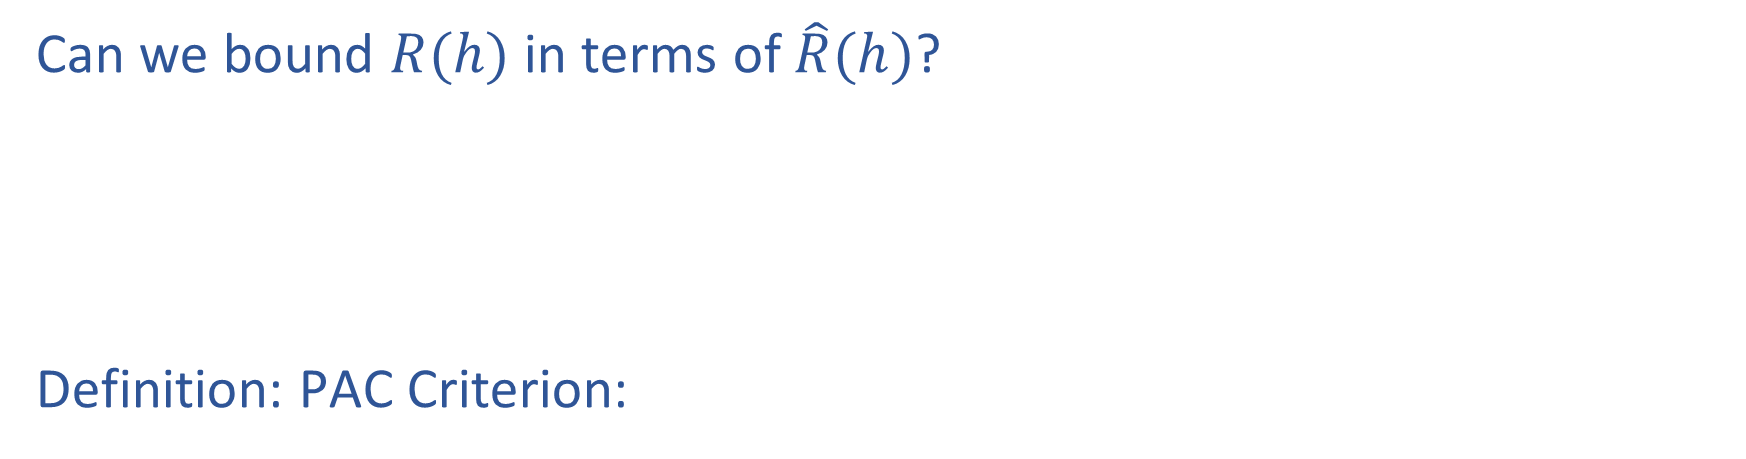 Can we bound 𝑅(ℎ) in terms of 𝑅̂(ℎ)?
Definition: PAC Criterion: